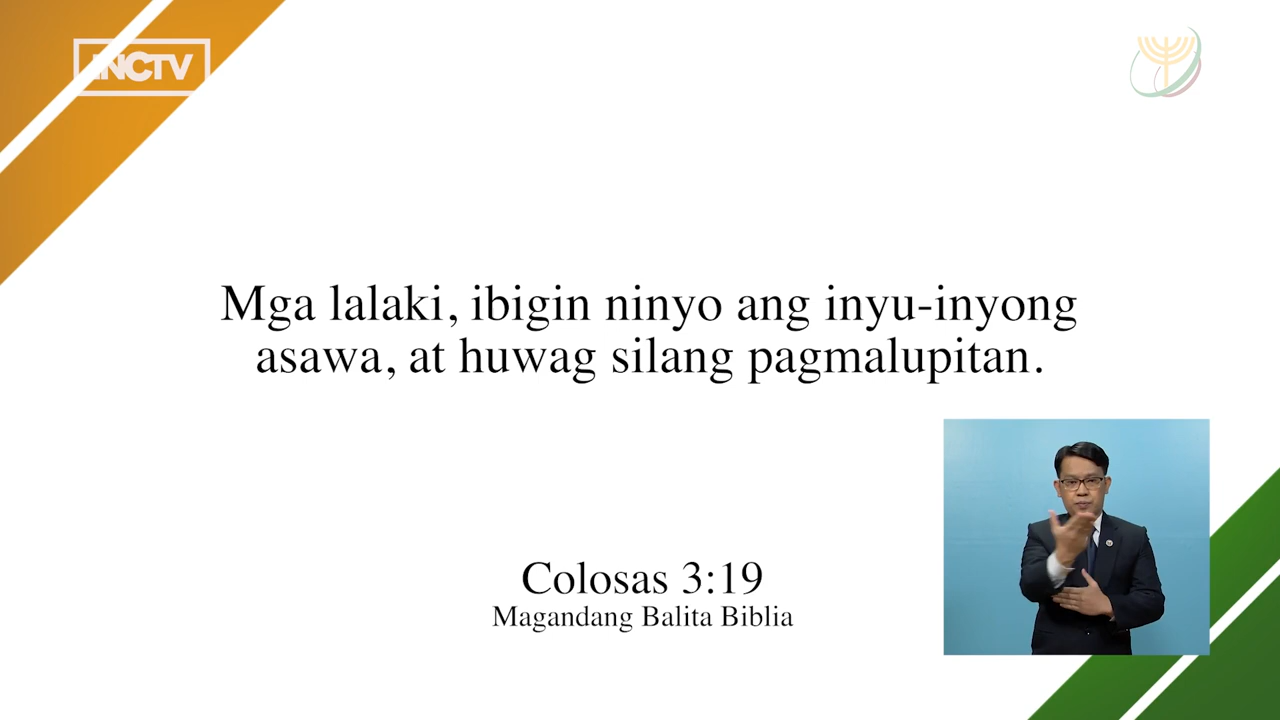 INCTV
Mga lalaki, ibigin ninyo ang inyu-inyong
asawa, at huwag silang pagmalupitan.
Colosas 3:19
Magandang Balita Biblia